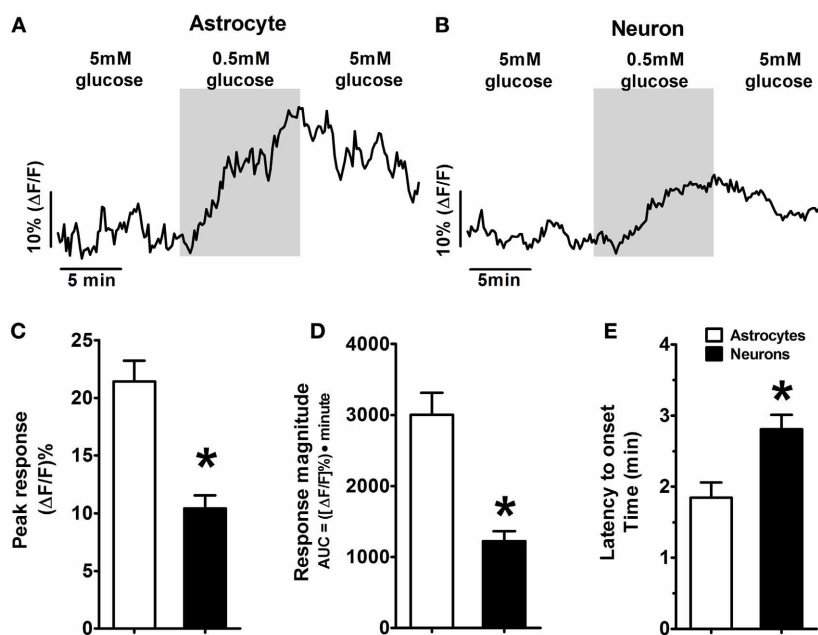 A
Astrocyte
5mM
glucose
0.5mM
glucose
5mM
glucose
10% (ΔF/F)
5 min
B
Neuron
5mM
glucose
0.5mM
glucose
5mM
glucose
10% (ΔF/F)
5min
C
Peak response
(ΔF/F)%
25
20
15
10
5
0
*
D
Response magnitude
AUC = ([ΔF/F]%)• minute
4000
3000
2000
1000
0
*
E
Latency to onset
Time (min)
4
3
2
1
0
Astrocytes
Neurons
*